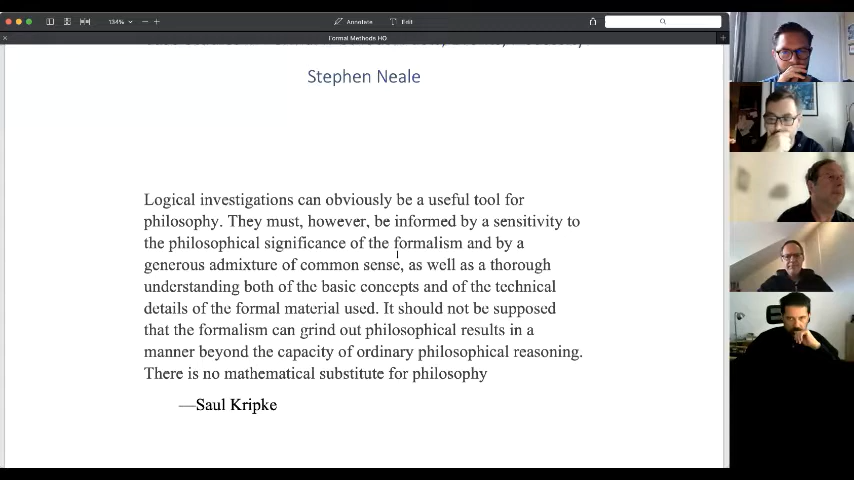 134%
Annotate
Edit
Formal Methods HO
Stephen Neale
Logical investigations can obviously be a useful tool for
philosophy. They must, however, be informed by a sensitivity to
the philosophical significance of the formalism and by a
generous admixture of common sense, as well as a thorough
understanding both of the basic concepts and of the technical
details of the formal material used. It should not be supposed
that the formalism can grind out philosophical results in a
manner beyond the capacity of ordinary philosophical reasoning.
There is no mathematical substitute for philosophy
—Saul Kripke